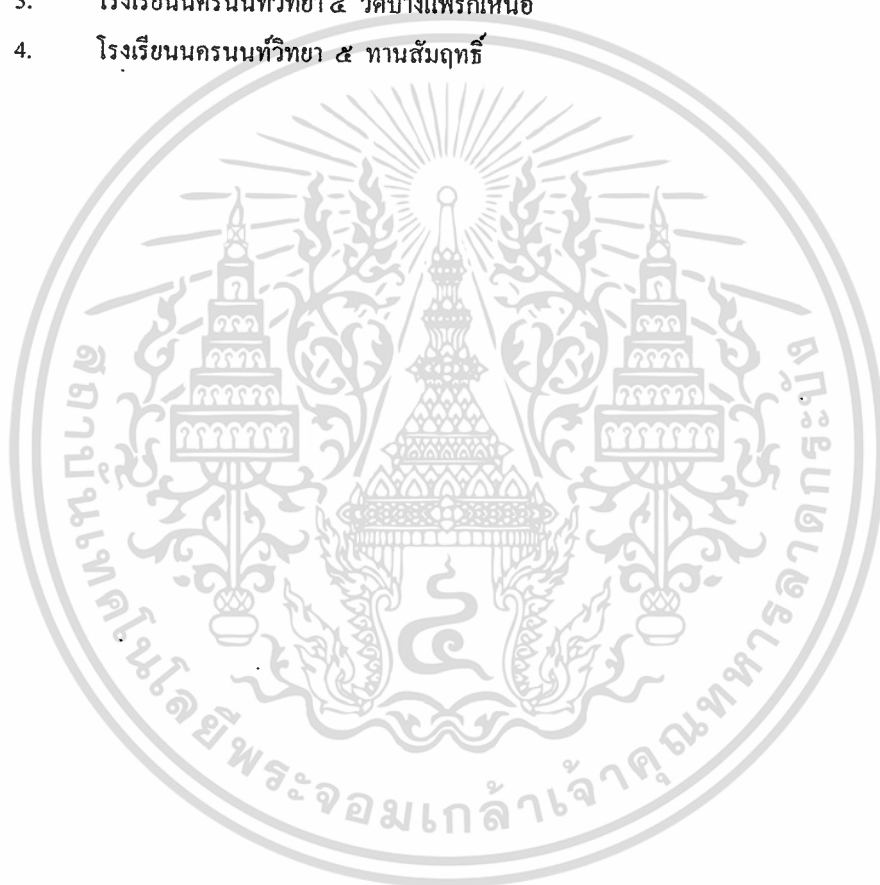 3. โรงเรียนนครนนท์วิทยา ๔ วัดบางแพรกเหนือ
4. โรงเรียนนครนนท์วิทยา ๕ ทานสัมฤทธิ์
สถาบันเทคโนโลยีพระจอมเกล้าเจ้าคุณทหารลาดกระบัง
๔